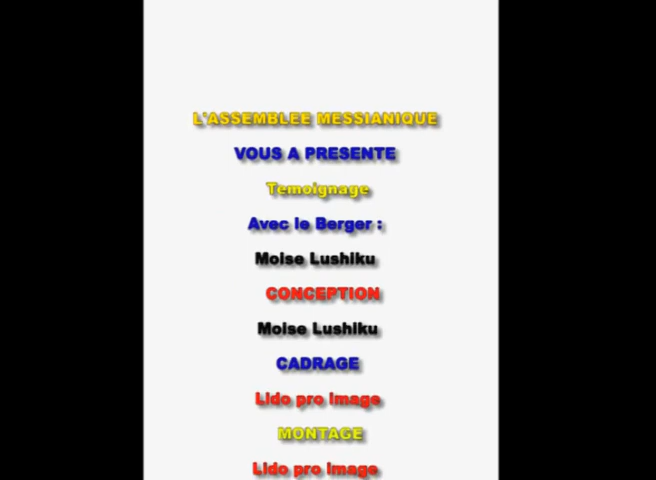 L'ASSEMBLEE MESSIANIQUE
VOUS A PRESENTE
Temoignage
Avec le Berger :
Moise Lushiku
CONCEPTION
Moise Lushiku
CADRAGE
Lido pro image
MONTAGE
Lido pro image